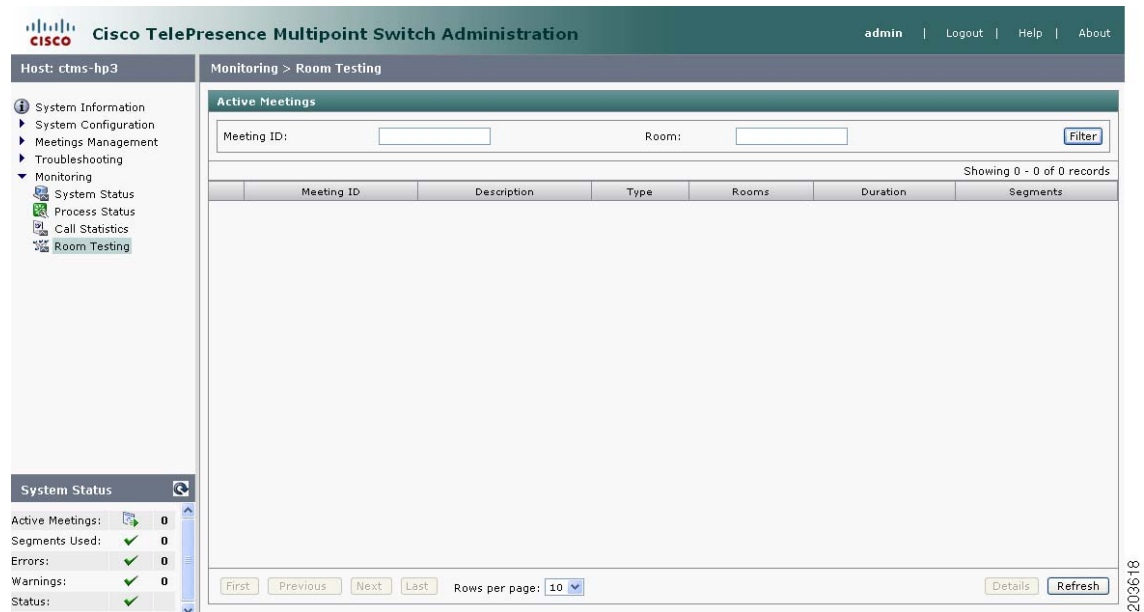 CISCO Cisco TelePresence Multipoint Switch Administration admin | Logout | Help | About
Host: ctms-hp3
Monitoring > Room Testing
System Information
System Configuration
Meetings Management
Troubleshooting
Monitoring
System Status
Process Status
Call Statistics
Room Testing
Active Meetings
Meeting ID: Room: Filter
Showing 0 - 0 of 0 records
Meeting ID Description Type Rooms Duration Segments
System Status
Active Meetings: 0
Segments Used: 0
Errors: 0
Warnings: 0
Status:
First Previous Next Last Rows per page: 10 Details Refresh
203618